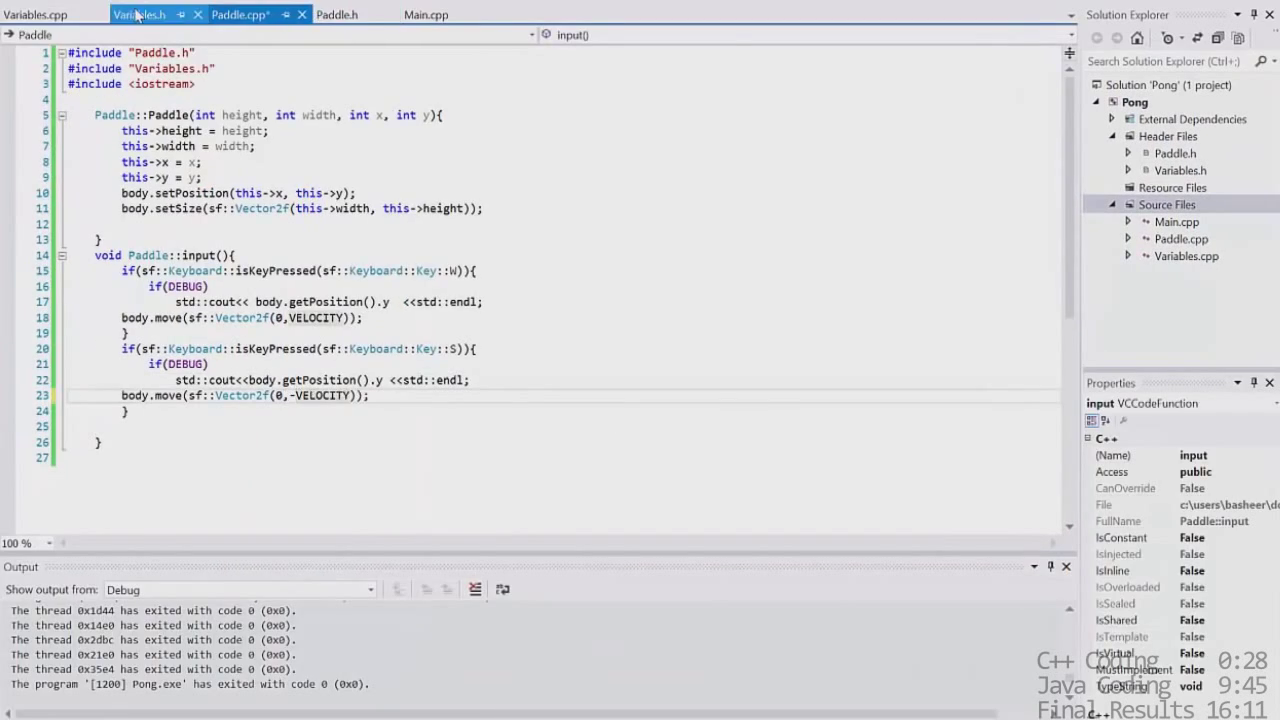 Variables.cpp Variables.h Paddle.cpp* Paddle.h Main.cpp
Paddle input()
1 #include "Paddle.h"
2 #include "Variables.h"
3 #include <iostream>
4
5 Paddle::Paddle(int height, int width, int x, int y){
6 this->height = height;
7 this->width = width;
8 this->x = x;
9 this->y = y;
10 body.setPosition(this->x, this->y);
11 body.setSize(sf::Vector2f(this->width, this->height));
12
13 }
14 void Paddle::input(){
15 if(sf::Keyboard::isKeyPressed(sf::Keyboard::Key::W)){
16 if(DEBUG)
17 std::cout<< body.getPosition().y <<std::endl;
18 body.move(sf::Vector2f(0,VELOCITY));
19 }
20 if(sf::Keyboard::isKeyPressed(sf::Keyboard::Key::S)){
21 if(DEBUG)
22 std::cout<<body.getPosition().y <<std::endl;
23 body.move(sf::Vector2f(0,-VELOCITY));
24 }
25
26 }
27
100 %
Output
Show output from: Debug
The thread 0x1d44 has exited with code 0 (0x0).
The thread 0x14e0 has exited with code 0 (0x0).
The thread 0x2dbc has exited with code 0 (0x0).
The thread 0x21e0 has exited with code 0 (0x0).
The thread 0x35e4 has exited with code 0 (0x0).
The program '[1200] Pong.exe' has exited with code 0 (0x0).
Solution Explorer
Search Solution Explorer (Ctrl+;)
Solution 'Pong' (1 project)
Pong
External Dependencies
Header Files
Paddle.h
Variables.h
Resource Files
Source Files
Main.cpp
Paddle.cpp
Variables.cpp
Properties
input VCCodeFunction
C++
(Name) input
Access public
CanOverride False
File c:\users\basheer\do
FullName Paddle::input
IsConstant False
IsInjected False
IsInline False
IsOverloaded False
IsSealed False
IsShared False
IsTemplate False
IsVirtual False
MustImplement False
TypeString void
C++
C++ Coding 0:28
Java Coding 9:45
Final Results 16:11